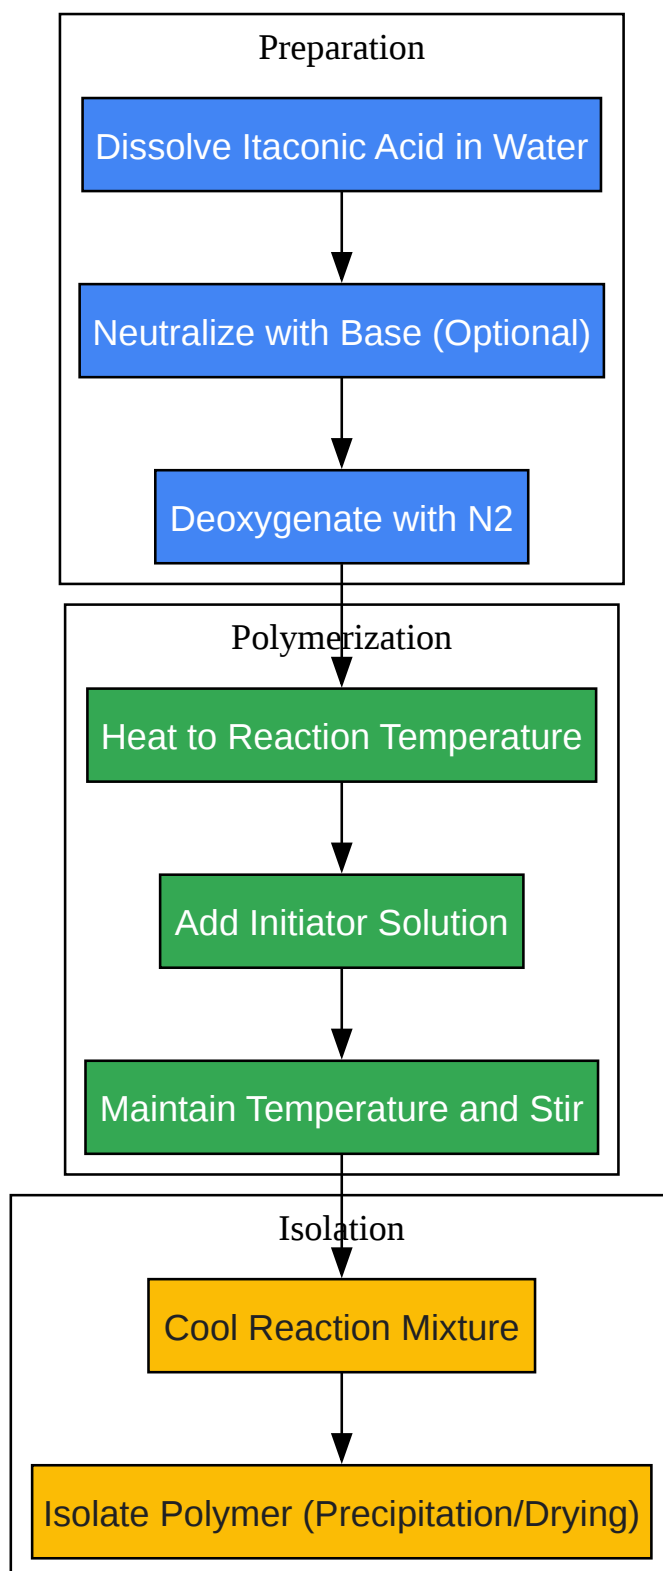 Preparation
Dissolve Itaconic Acid in Water
Neutralize with Base (Optional)
Deoxygenate with N2
Polymerization
Heat to Reaction Temperature
Add Initiator Solution
Maintain Temperature and Stir
Isolation
Cool Reaction Mixture
Isolate Polymer (Precipitation/Drying)